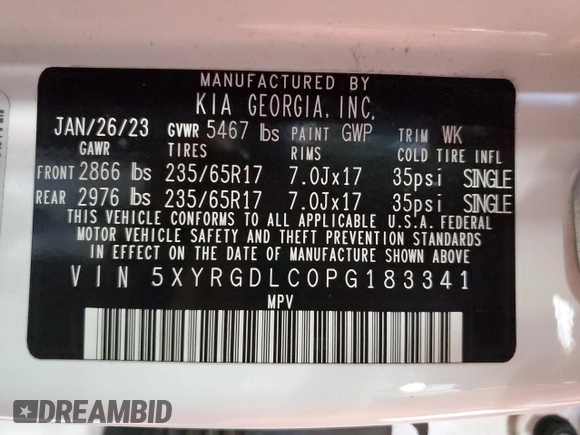 MANUFACTURED BY
KIA GEORGIA, INC.
JAN/26/23 GVWR 5467 lbs PAINT GWP TRIM WK
GAWR TIRES RIMS COLD TIRE INFL
FRONT 2866 lbs 235/65R17 7.0Jx17 35psi SINGLE
REAR 2976 lbs 235/65R17 7.0Jx17 35psi SINGLE
THIS VEHICLE CONFORMS TO ALL APPLICABLE U.S.A. FEDERAL
MOTOR VEHICLE SAFETY AND THEFT PREVENTION STANDARDS
IN EFFECT ON THE DATE OF MANUFACTURE SHOWN ABOVE
VIN 5XYRGDLC0PG183341
MPV
DREAMBID